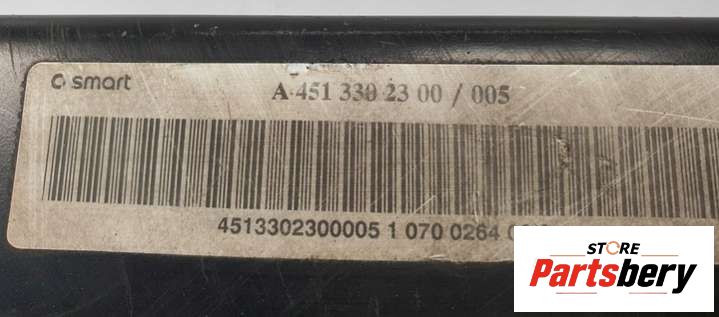 smart
A 451 330 23 00 / 005
4513302300005 1 070 0264
STORE
Partsbery